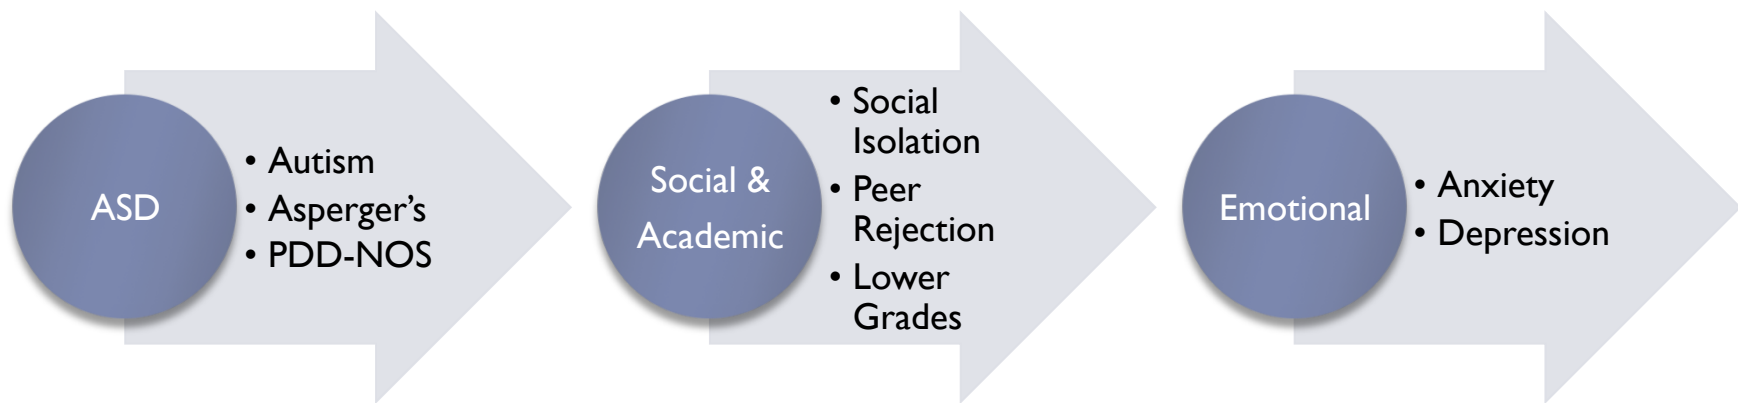 ASD
• Autism
• Asperger’s
• PDD-NOS
Social &
Academic
• Social
Isolation
• Peer
Rejection
• Lower
Grades
Emotional
• Anxiety
• Depression